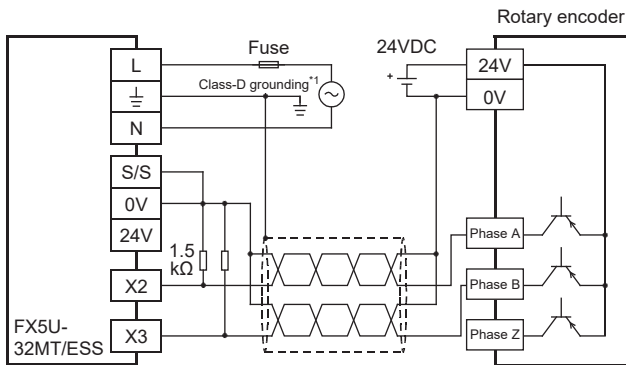 Rotary encoder
Fuse
24VDC
L
Class-D grounding*1
+
24V
0V
N
S/S
0V
24V
1.5
kΩ
Phase A
X2
Phase B
FX5U-
32MT/ESS
X3
Phase Z